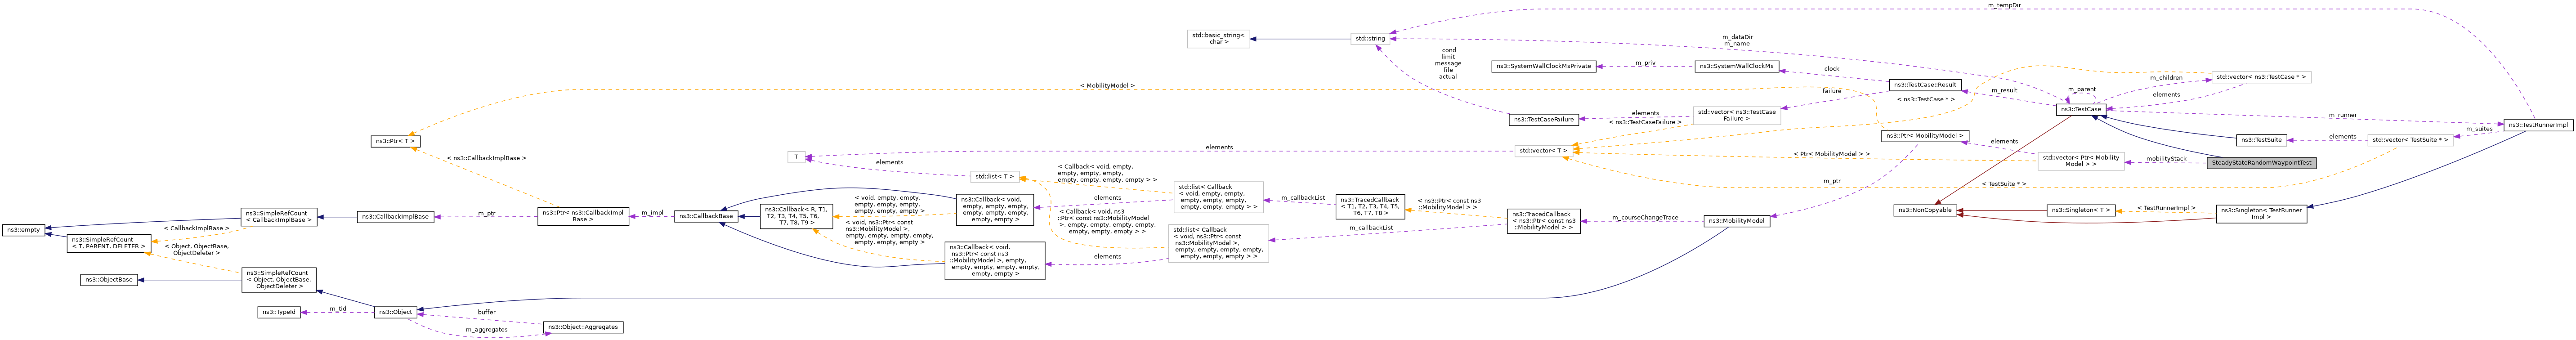 m_tempDir
std::basic_string<
char >
std::string
m_dataDir
m_name
cond
limit
message
file
actual
ns3::SystemWallClockMsPrivate
m_priv
ns3::SystemWallClockMs
clock
ns3::TestCase::Result
failure
m_result
< ns3::TestCase * >
m_parent
m_children
elements
std::vector< ns3::TestCase * >
< MobilityModel >
ns3::TestCaseFailure
elements
< ns3::TestCaseFailure >
std::vector< ns3::TestCase
Failure >
ns3::TestCase
m_runner
ns3::TestRunnerImpl
m_suites
ns3::Ptr< T >
< ns3::CallbackImplBase >
T
elements
elements
std::list< T >
std::vector< T >
ns3::Ptr< MobilityModel >
elements
< Ptr< MobilityModel > >
std::vector< Ptr< Mobility
Model > >
mobilityStack
ns3::TestSuite
elements
std::vector< TestSuite * >
SteadyStateRandomWaypointTest
m_ptr
< TestSuite * >
< Callback< void, empty,
empty, empty, empty,
empty, empty, empty, empty > >
std::list< Callback
< void, empty, empty,
empty, empty, empty,
empty, empty, empty > >
elements
m_callbackList
ns3::TracedCallback
< T1, T2, T3, T4, T5,
T6, T7, T8 >
< ns3::Ptr< const ns3
::MobilityModel > >
ns3::TracedCallback
< ns3::Ptr< const ns3
::MobilityModel > >
m_courseChangeTrace
ns3::MobilityModel
ns3::NonCopyable
ns3::Singleton< T >
< TestRunnerImpl >
ns3::Singleton< TestRunner
Impl >
ns3::empty
ns3::SimpleRefCount
< T, PARENT, DELETER >
< CallbackImplBase >
< Object, ObjectBase,
ObjectDeleter >
ns3::SimpleRefCount
< CallbackImplBase >
ns3::CallbackImplBase
m_ptr
ns3::Ptr< ns3::CallbackImpl
Base >
m_impl
ns3::CallbackBase
ns3::Callback< R, T1,
T2, T3, T4, T5, T6,
T7, T8, T9 >
< void, empty, empty,
empty, empty, empty,
empty, empty, empty >
< void, ns3::Ptr< const
ns3::MobilityModel >,
empty, empty, empty, empty,
empty, empty, empty >
ns3::Callback< void,
empty, empty, empty,
empty, empty, empty,
empty, empty >
< Callback< void, ns3
::Ptr< const ns3::MobilityModel
>, empty, empty, empty, empty,
empty, empty, empty > >
ns3::Callback< void,
ns3::Ptr< const ns3
::MobilityModel >, empty,
empty, empty, empty, empty,
empty, empty >
elements
std::list< Callback
< void, ns3::Ptr< const
ns3::MobilityModel >,
empty, empty, empty, empty,
empty, empty, empty > >
m_callbackList
ns3::ObjectBase
ns3::SimpleRefCount
< Object, ObjectBase,
ObjectDeleter >
ns3::TypeId
m_tid
ns3::Object
buffer
m_aggregates
ns3::Object::Aggregates